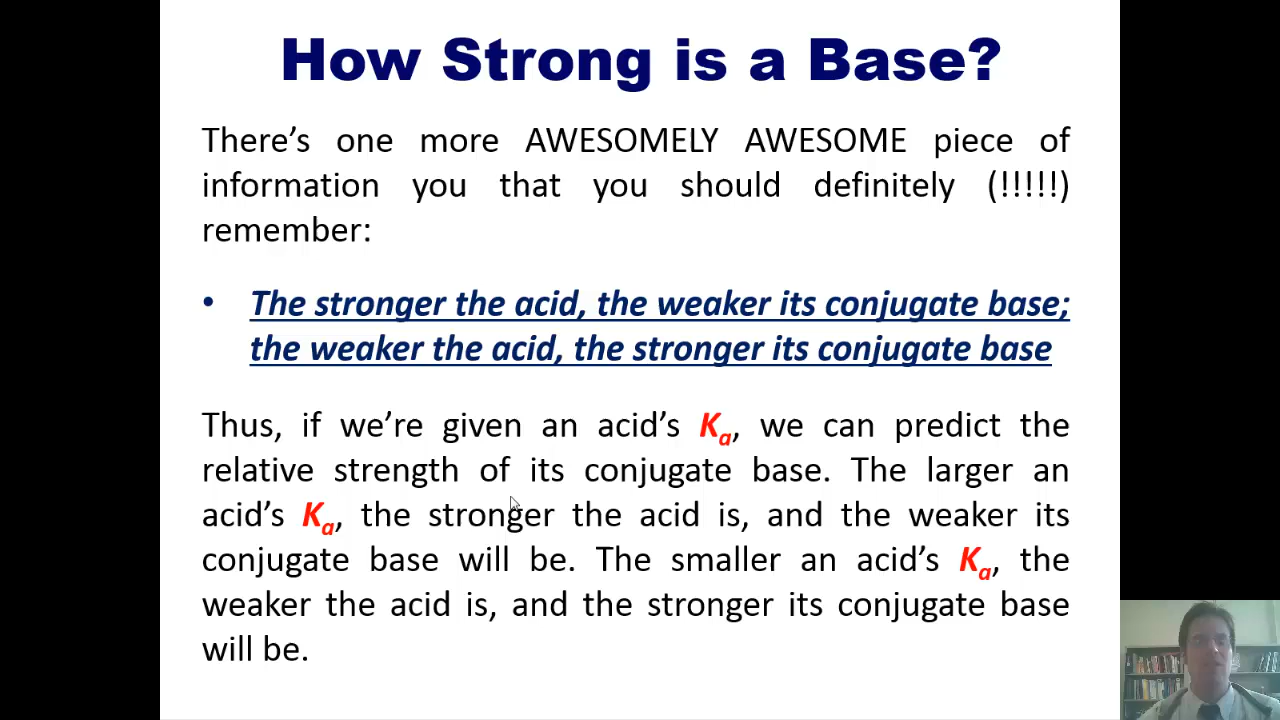 How Strong is a Base?
There’s one more AWESOMELY AWESOME piece of
information you that you should definitely (!!!!!)
remember:
• The stronger the acid, the weaker its conjugate base;
the weaker the acid, the stronger its conjugate base
Thus, if we’re given an acid’s Ka, we can predict the
relative strength of its conjugate base. The larger an
acid’s Ka, the stronger the acid is, and the weaker its
conjugate base will be. The smaller an acid’s Ka, the
weaker the acid is, and the stronger its conjugate base
will be.